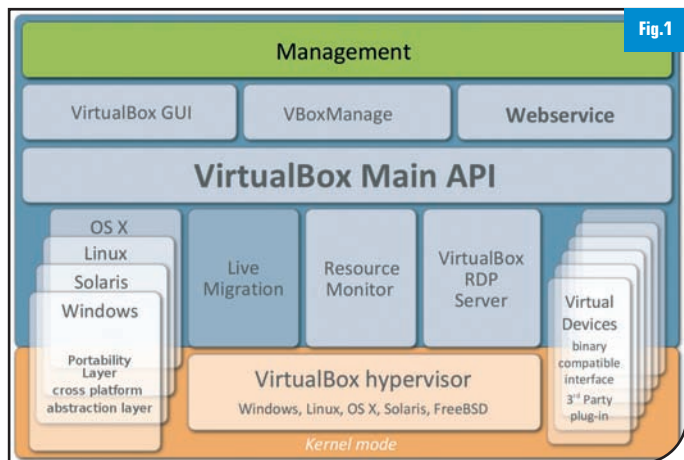 Fig.1
Management
VirtualBox GUI
VBoxManage
Webservice
VirtualBox Main API
OS X
Linux
Solaris
Windows
Portability
Layer
cross platform
abstraction layer
Live
Migration
Resource
Monitor
VirtualBox
RDP
Server
Virtual
Devices
binary
compatible
interface
3rd Party
plug-in
VirtualBox hypervisor
Windows, Linux, OS X, Solaris, FreeBSD
Kernel mode